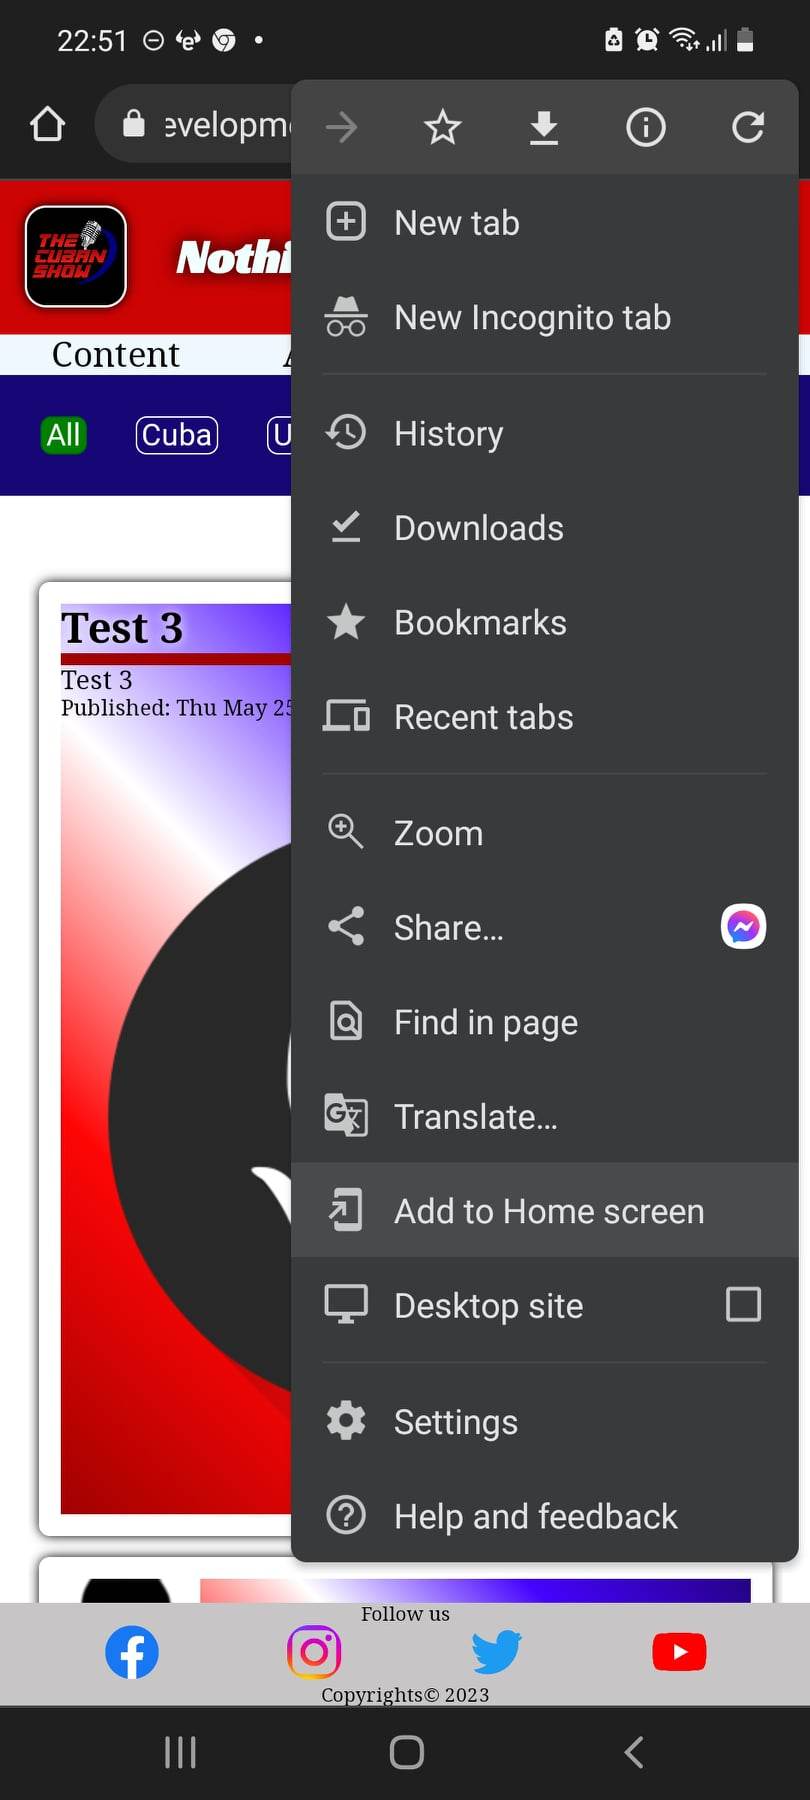 22:51
evelopm
New tab
New Incognito tab
History
Downloads
Bookmarks
Recent tabs
Zoom
Share...
Find in page
Translate...
Add to Home screen
Desktop site
Settings
Help and feedback
THE
CUBAN
SHOW
Nothi
Content
All
Cuba
U
Test 3
Test 3
Published: Thu May 25
Follow us
Copyrights© 2023